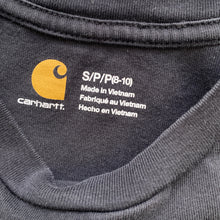 carhartt.
S/P/P(8-10)
Made in Vietnam
Fabriqué au Vietnam
Hecho en Vietnam